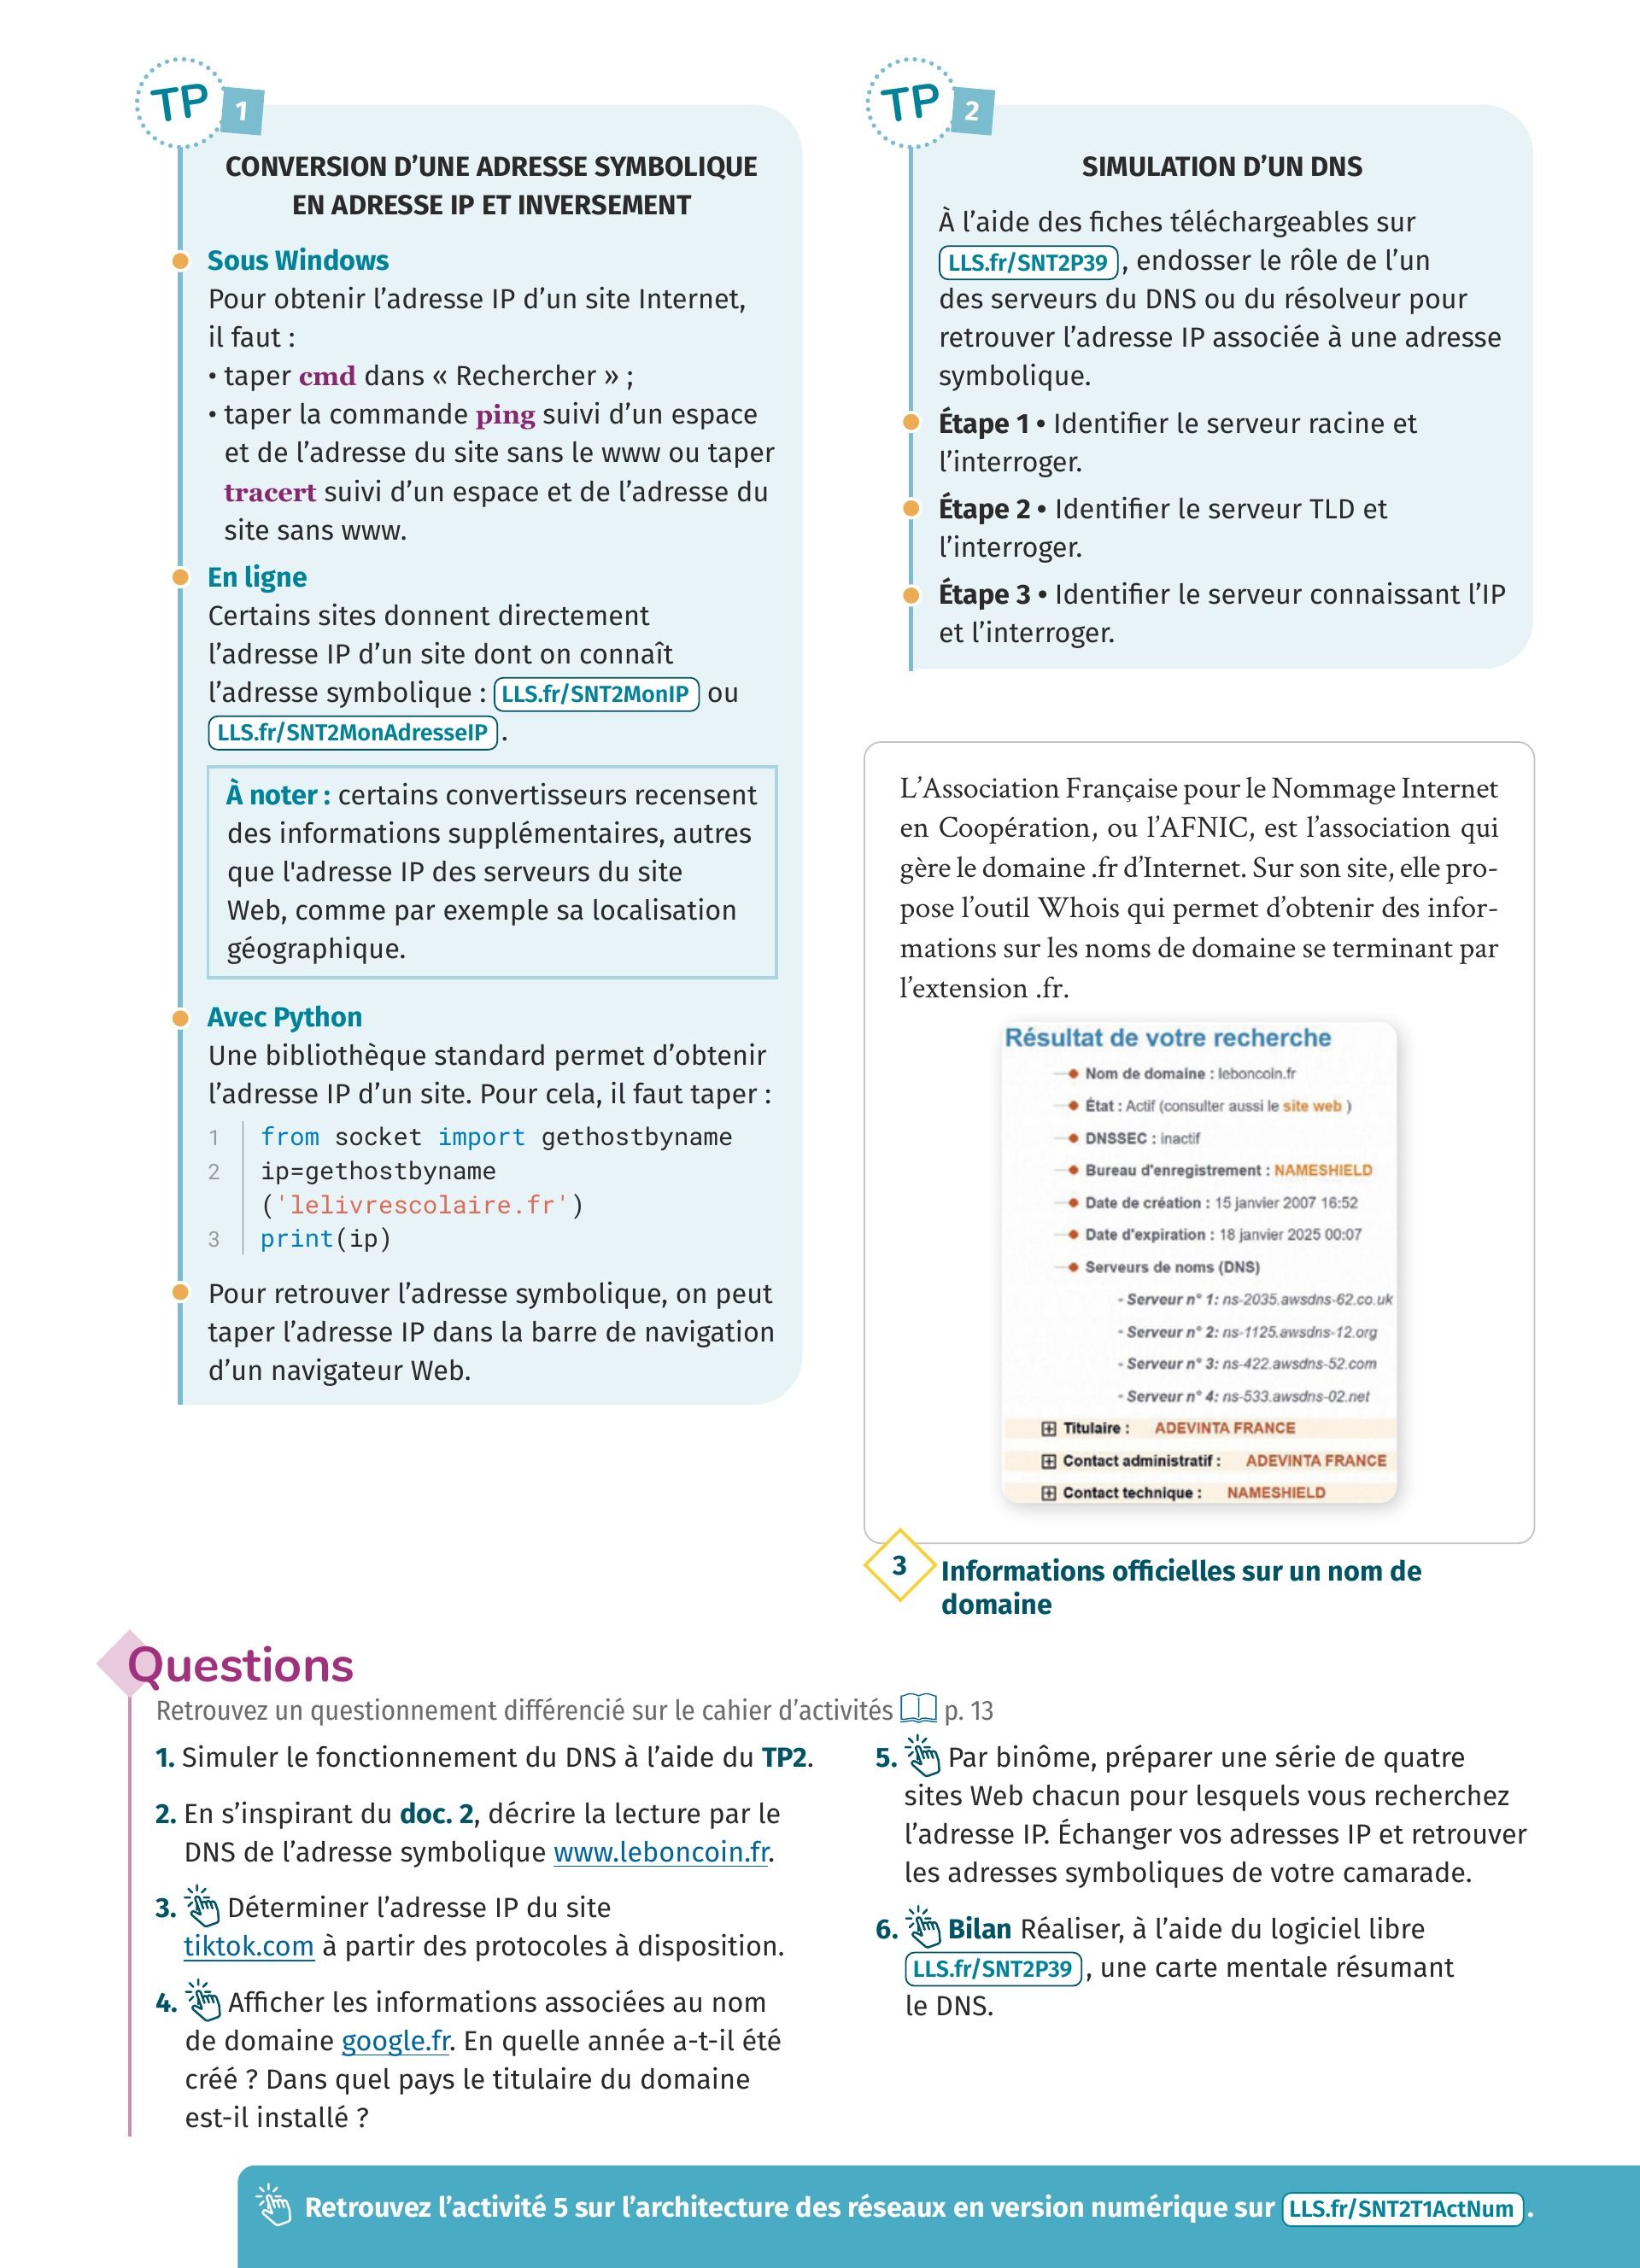 TP 1
CONVERSION D'UNE ADRESSE SYMBOLIQUE
EN ADRESSE IP ET INVERSEMENT
Sous Windows
Pour obtenir l'adresse IP d'un site Internet,
il faut :
• taper cmd dans « Rechercher » ;
• taper la commande ping suivi d'un espace
et de l'adresse du site sans le www ou taper
tracert suivi d'un espace et de l'adresse du
site sans www.
En ligne
Certains sites donnent directement
l'adresse IP d'un site dont on connaît
l'adresse symbolique : LLS.fr/SNT2MonIP ou
LLS.fr/SNT2MonAdresseIP .
À noter : certains convertisseurs recensent
des informations supplémentaires, autres
que l'adresse IP des serveurs du site
Web, comme par exemple sa localisation
géographique.
Avec Python
Une bibliothèque standard permet d'obtenir
l'adresse IP d'un site. Pour cela, il faut taper :
1 from socket import gethostbyname
2 ip=gethostbyname
('lelivrescolaire.fr')
3 print(ip)
Pour retrouver l'adresse symbolique, on peut
taper l'adresse IP dans la barre de navigation
d'un navigateur Web.
TP 2
SIMULATION D'UN DNS
À l'aide des fiches téléchargeables sur
LLS.fr/SNT2P39 , endosser le rôle de l'un
des serveurs du DNS ou du résolveur pour
retrouver l'adresse IP associée à une adresse
symbolique.
Étape 1 • Identifier le serveur racine et
l'interroger.
Étape 2 • Identifier le serveur TLD et
l'interroger.
Étape 3 • Identifier le serveur connaissant l'IP
et l'interroger.
L'Association Française pour le Nommage Internet
en Coopération, ou l'AFNIC, est l'association qui
gère le domaine .fr d'Internet. Sur son site, elle pro-
pose l'outil Whois qui permet d'obtenir des infor-
mations sur les noms de domaine se terminant par
l'extension .fr.
Résultat de votre recherche
Nom de domaine : leboncoin.fr
État : Actif (consulter aussi le site web )
DNSSEC : inactif
Bureau d'enregistrement : NAMESHIELD
Date de création : 15 janvier 2007 16:52
Date d'expiration : 18 janvier 2025 00:07
Serveurs de noms (DNS)
- Serveur n° 1: ns-2035.awsdns-62.co.uk
- Serveur n° 2: ns-1125.awsdns-12.org
- Serveur n° 3: ns-422.awsdns-52.com
- Serveur n° 4: ns-533.awsdns-02.net
Titulaire : ADEVINTA FRANCE
Contact administratif : ADEVINTA FRANCE
Contact technique : NAMESHIELD
3 Informations officielles sur un nom de
domaine
Questions
Retrouvez un questionnement différencié sur le cahier d'activités p. 13
1. Simuler le fonctionnement du DNS à l'aide du TP2.
2. En s'inspirant du doc. 2, décrire la lecture par le
DNS de l'adresse symbolique www.leboncoin.fr.
3. Déterminer l'adresse IP du site
tiktok.com à partir des protocoles à disposition.
4. Afficher les informations associées au nom
de domaine google.fr. En quelle année a-t-il été
créé ? Dans quel pays le titulaire du domaine
est-il installé ?
5. Par binôme, préparer une série de quatre
sites Web chacun pour lesquels vous recherchez
l'adresse IP. Échanger vos adresses IP et retrouver
les adresses symboliques de votre camarade.
6. Bilan Réaliser, à l'aide du logiciel libre
LLS.fr/SNT2P39 , une carte mentale résumant
le DNS.
Retrouvez l'activité 5 sur l'architecture des réseaux en version numérique sur LLS.fr/SNT2T1ActNum .